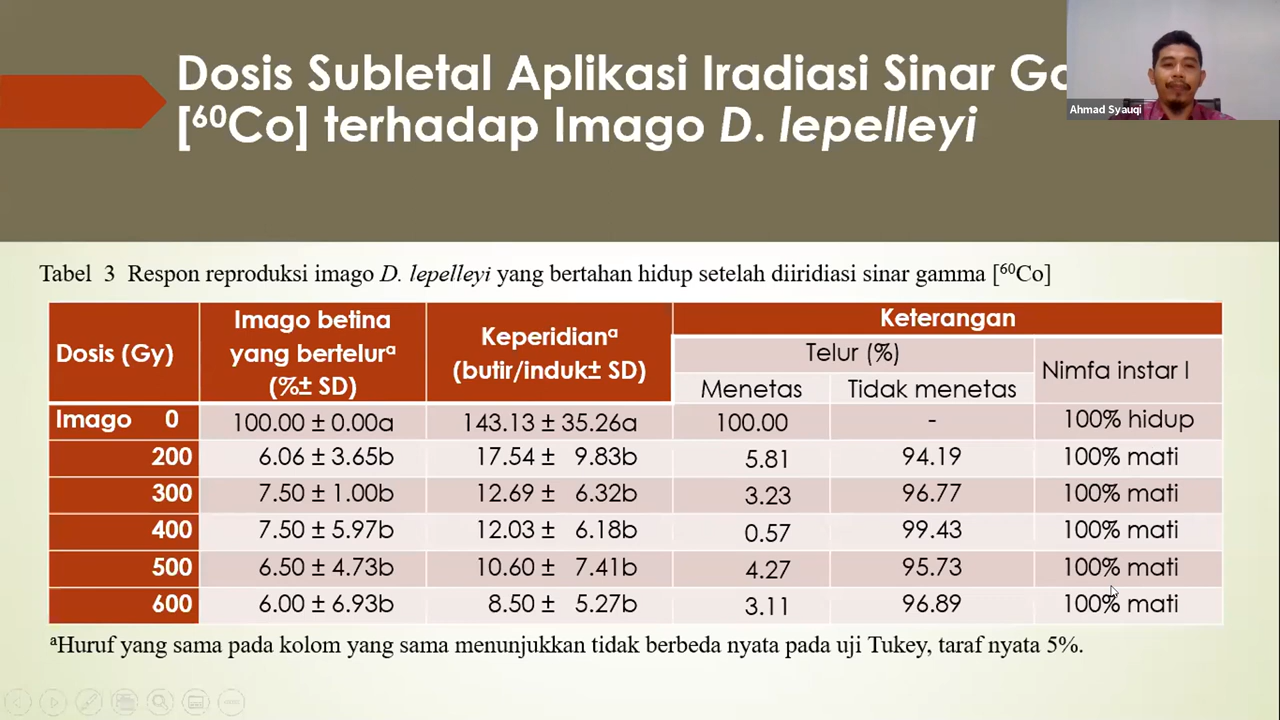 Dosis Subletal Aplikasi Iradiasi Sinar
[⁶⁰Co] terhadap Imago D. lepelleyi
Ahmad Syauqi
Tabel 3 Respon reproduksi imago D. lepelleyi yang bertahan hidup setelah diiridiasi sinar gamma [⁶⁰Co]
Dosis (Gy)
Imago betina
yang bertelurᵃ
(%± SD)
Keperidianᵃ
(butir/induk± SD)
Keterangan
Telur (%)
Menetas
Tidak menetas
Nimfa instar I
Imago 0 100.00 ± 0.00a 143.13 ± 35.26a 100.00 - 100% hidup
200 6.06 ± 3.65b 17.54 ± 9.83b 5.81 94.19 100% mati
300 7.50 ± 1.00b 12.69 ± 6.32b 3.23 96.77 100% mati
400 7.50 ± 5.97b 12.03 ± 6.18b 0.57 99.43 100% mati
500 6.50 ± 4.73b 10.60 ± 7.41b 4.27 95.73 100% mati
600 6.00 ± 6.93b 8.50 ± 5.27b 3.11 96.89 100% mati
ᵃHuruf yang sama pada kolom yang sama menunjukkan tidak berbeda nyata pada uji Tukey, taraf nyata 5%.